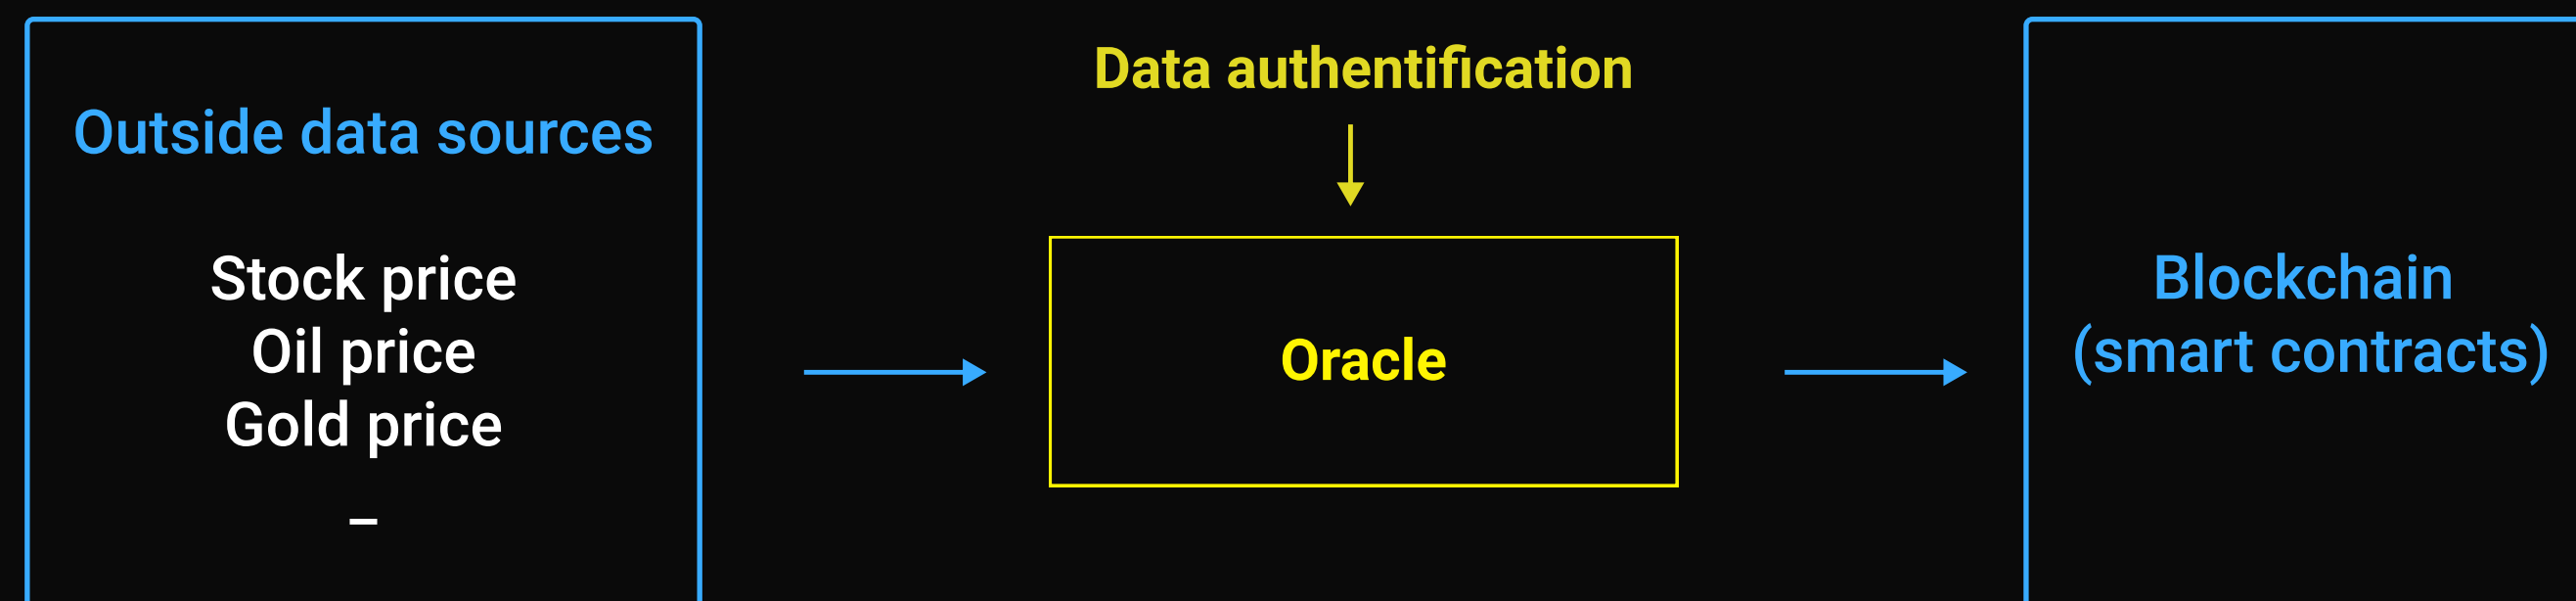 Outside data sources
Stock price
Oil price
Gold price
–
Data authentification
Oracle
Blockchain
(smart contracts)